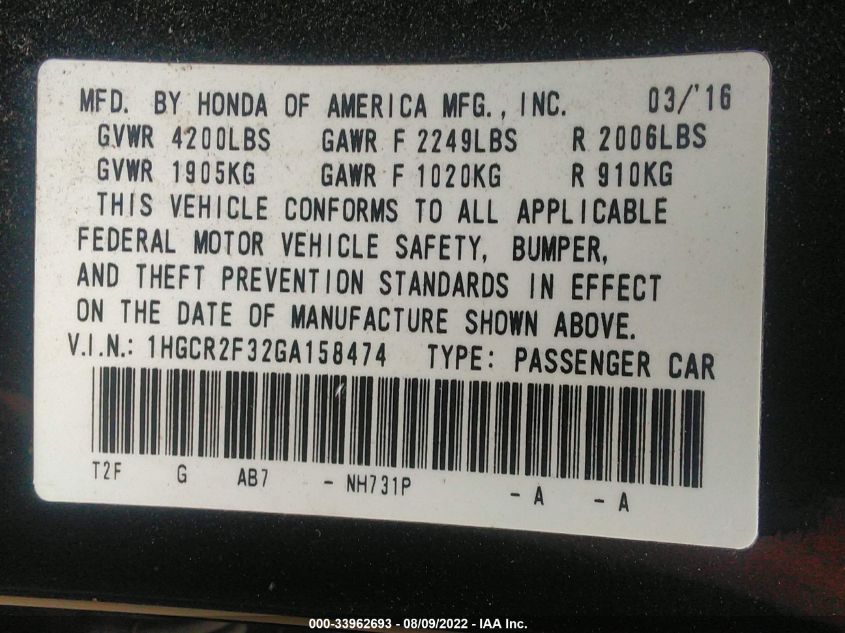 MFD. BY HONDA OF AMERICA MFG., INC. 03/'16
GVWR 4200LBS GAWR F 2249LBS R 2006LBS
GVWR 1905KG GAWR F 1020KG R 910KG
THIS VEHICLE CONFORMS TO ALL APPLICABLE
FEDERAL MOTOR VEHICLE SAFETY, BUMPER,
AND THEFT PREVENTION STANDARDS IN EFFECT
ON THE DATE OF MANUFACTURE SHOWN ABOVE.
V.I.N.: 1HGCR2F32GA158474 TYPE: PASSENGER CAR
T2F G AB7 - NH731P - A - A
000-33962693 - 08/09/2022 - IAA Inc.